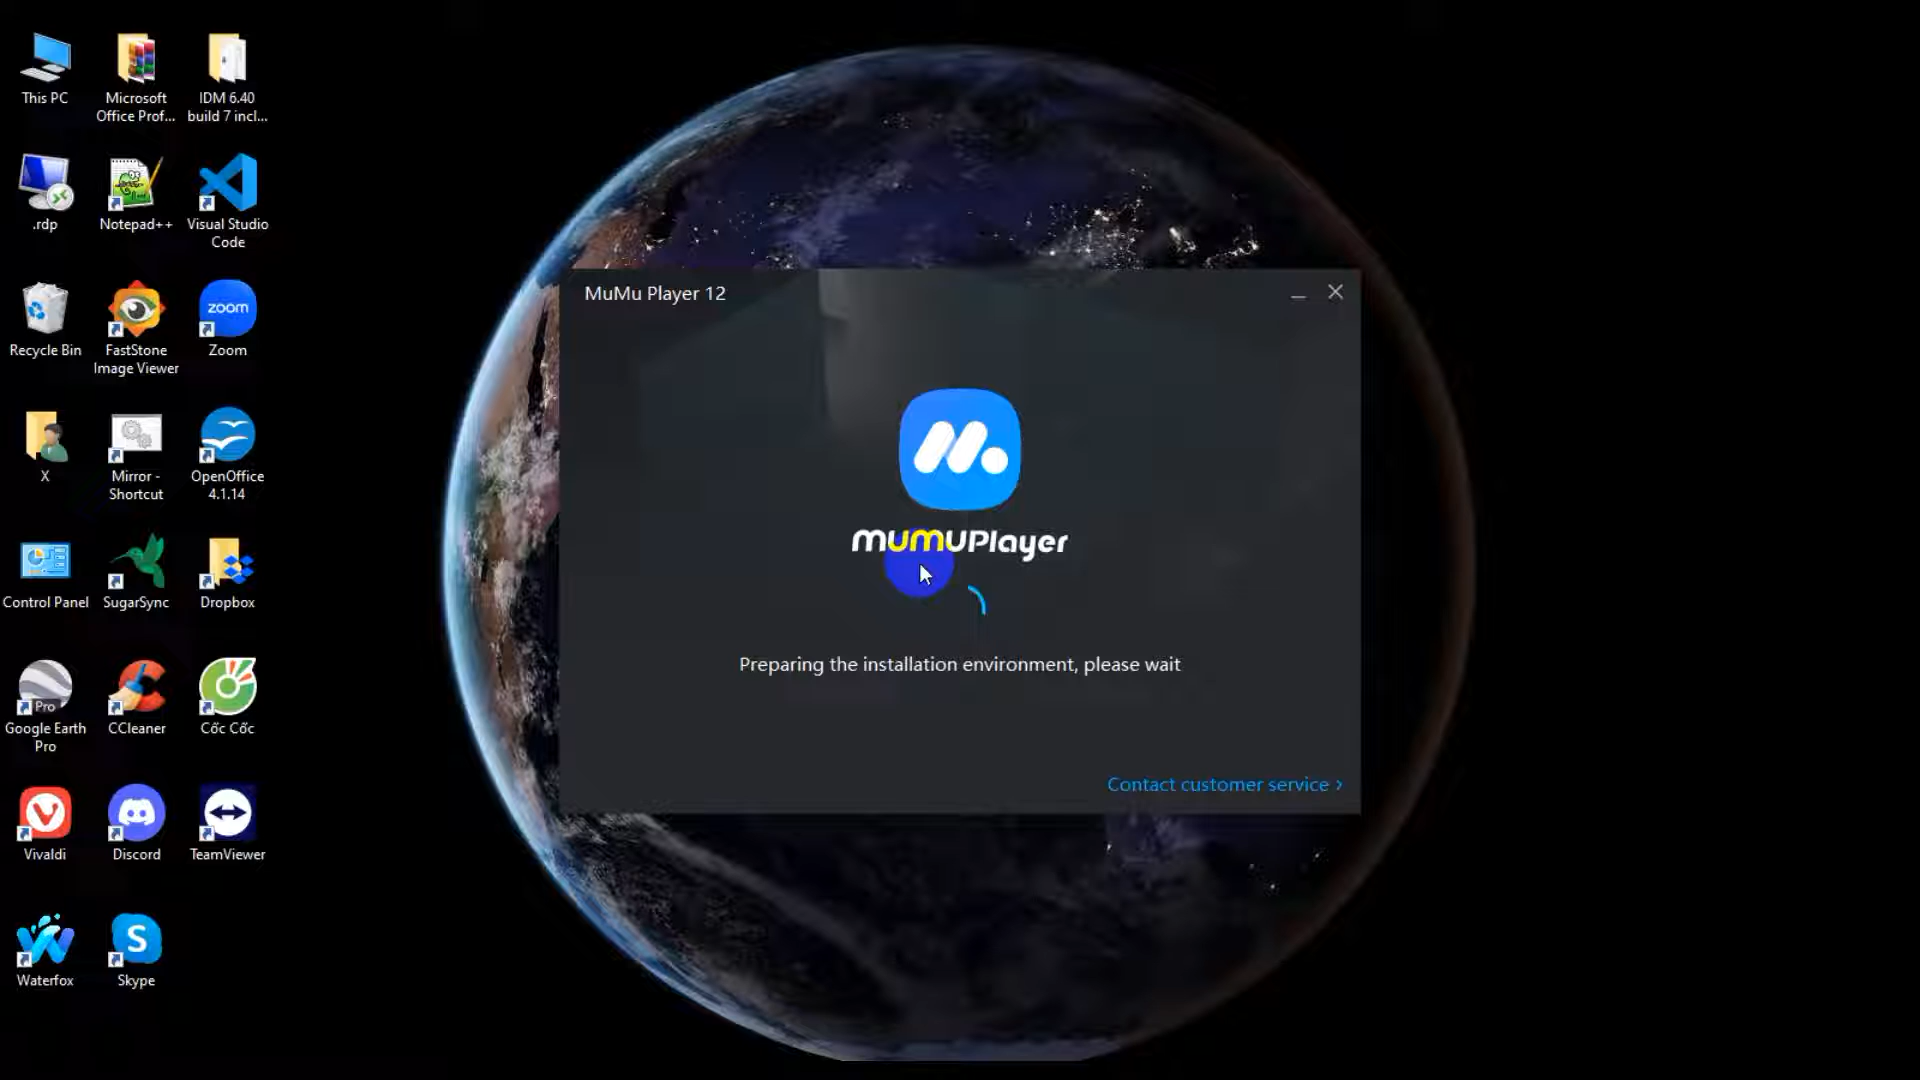 This PC
Microsoft
Office Prof...
IDM 6.40
build 7 incl...
.rdp
Notepad++
Visual Studio
Code
Recycle Bin
FastStone
Image Viewer
zoom
Zoom
X
Mirror -
Shortcut
OpenOffice
4.1.14
Control Panel
SugarSync
Dropbox
Pro
Google Earth
Pro
CCleaner
Cốc Cốc
Vivaldi
Discord
TeamViewer
Waterfox
S
Skype
MuMu Player 12
MuMuPlayer
Preparing the installation environment, please wait
Contact customer service ›